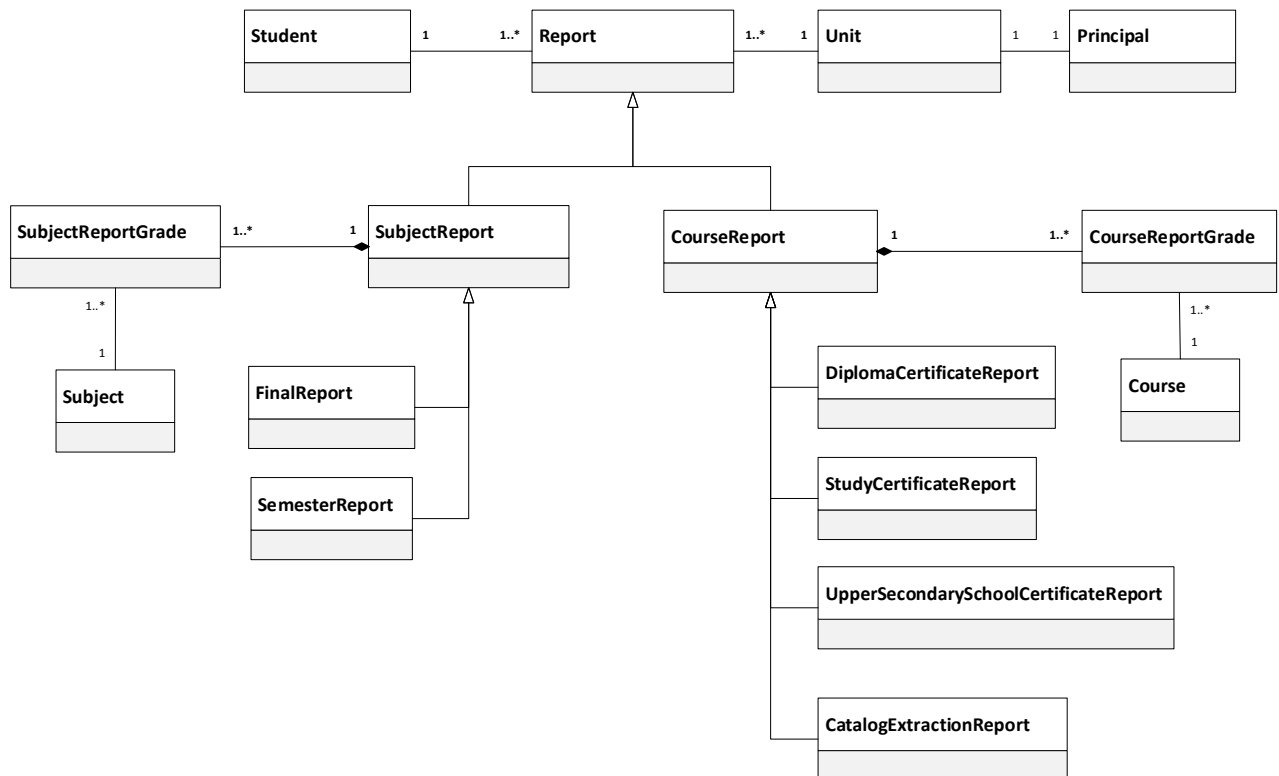 Student
1
1..*
Report
1..*
1
Unit
1
1
Principal
SubjectReportGrade
1..*
1
SubjectReport
CourseReport
1
1..*
CourseReportGrade
1..*
1
Subject
1..*
1
Course
FinalReport
DiplomaCertificateReport
SemesterReport
StudyCertificateReport
UpperSecondarySchoolCertificateReport
CatalogExtractionReport